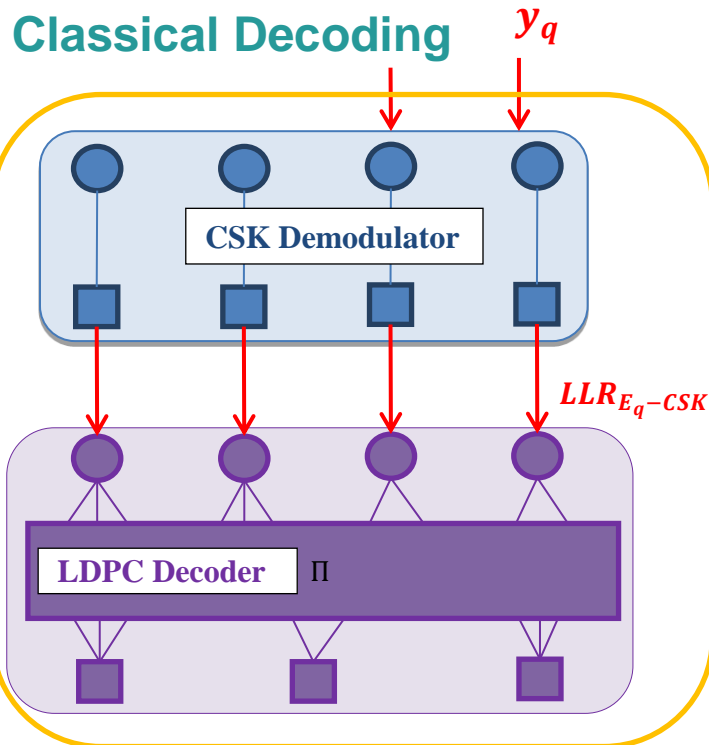 Classical Decoding
y_q
CSK Demodulator
LLR_{E_q-CSK}
LDPC Decoder Π